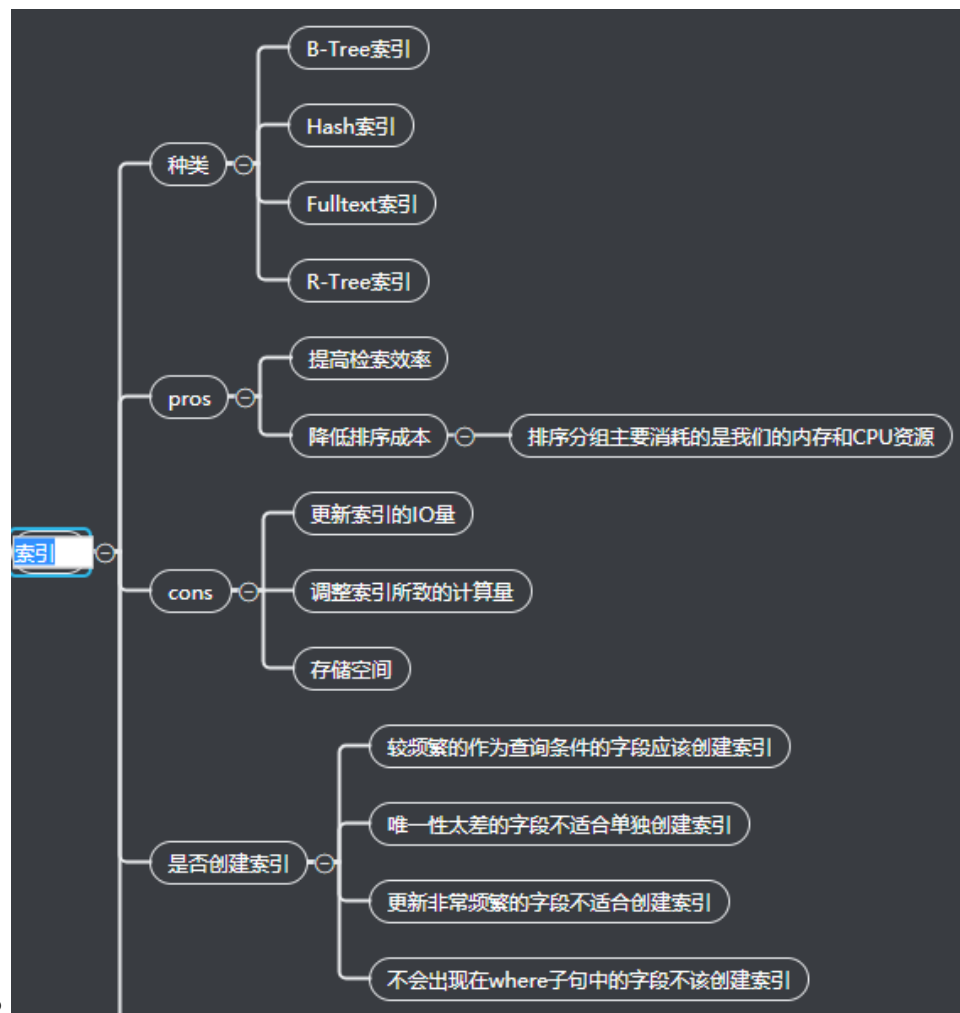 索引
种类
B-Tree索引
Hash索引
Fulltext索引
R-Tree索引
pros
提高检索效率
降低排序成本
排序分组主要消耗的是我们的内存和CPU资源
cons
更新索引的IO量
调整索引所致的计算量
存储空间
是否创建索引
较频繁的作为查询条件的字段应该创建索引
唯一性太差的字段不适合单独创建索引
更新非常频繁的字段不适合创建索引
不会出现在where子句中的字段不该创建索引